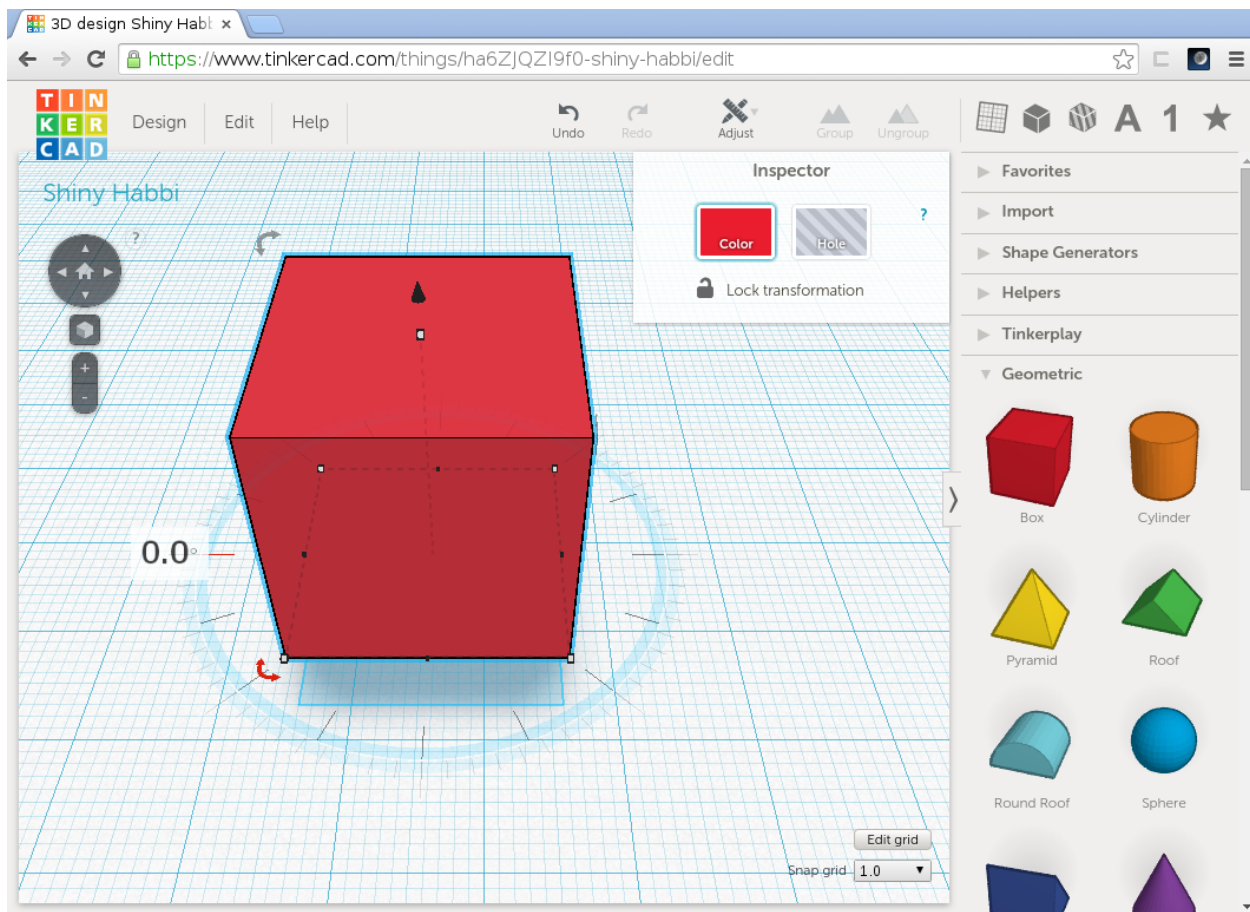 3D design Shiny Habb
https://www.tinkercad.com/things/ha6ZJQZI9f0-shiny-habbi/edit
TIN
KER
CAD
Design
Edit
Help
Undo
Redo
Adjust
Group
Ungroup
A
1
Shiny Habbi
?
Inspector
Color
Hole
?
Lock transformation
+
-
0.0°
Edit grid
Snap grid 1.0
Favorites
Import
Shape Generators
Helpers
Tinkerplay
Geometric
Box
Cylinder
Pyramid
Roof
Round Roof
Sphere